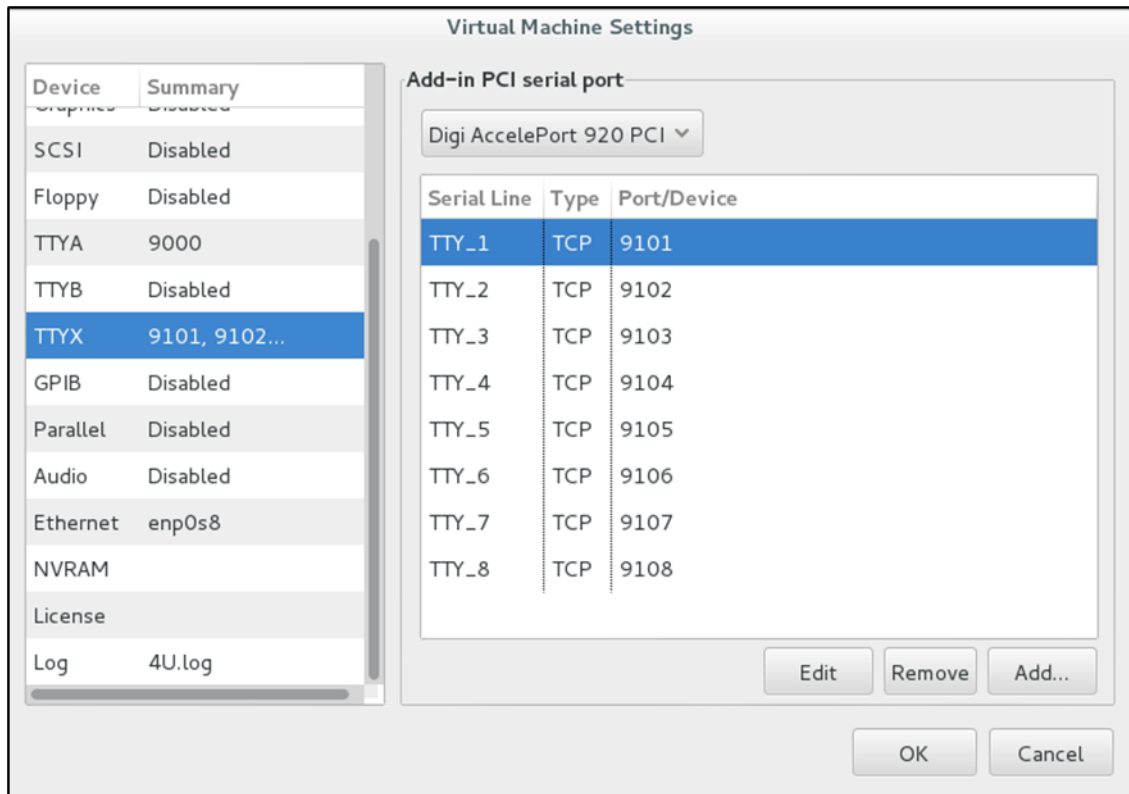 Virtual Machine Settings
Device Summary
Graphics Disabled
SCSI Disabled
Floppy Disabled
TTYA 9000
TTYB Disabled
TTYX 9101, 9102...
GPIB Disabled
Parallel Disabled
Audio Disabled
Ethernet enp0s8
NVRAM
License
Log 4U.log
Add-in PCI serial port
Digi AccelePort 920 PCI
Serial Line Type Port/Device
TTY_1 TCP 9101
TTY_2 TCP 9102
TTY_3 TCP 9103
TTY_4 TCP 9104
TTY_5 TCP 9105
TTY_6 TCP 9106
TTY_7 TCP 9107
TTY_8 TCP 9108
Edit Remove Add...
OK Cancel